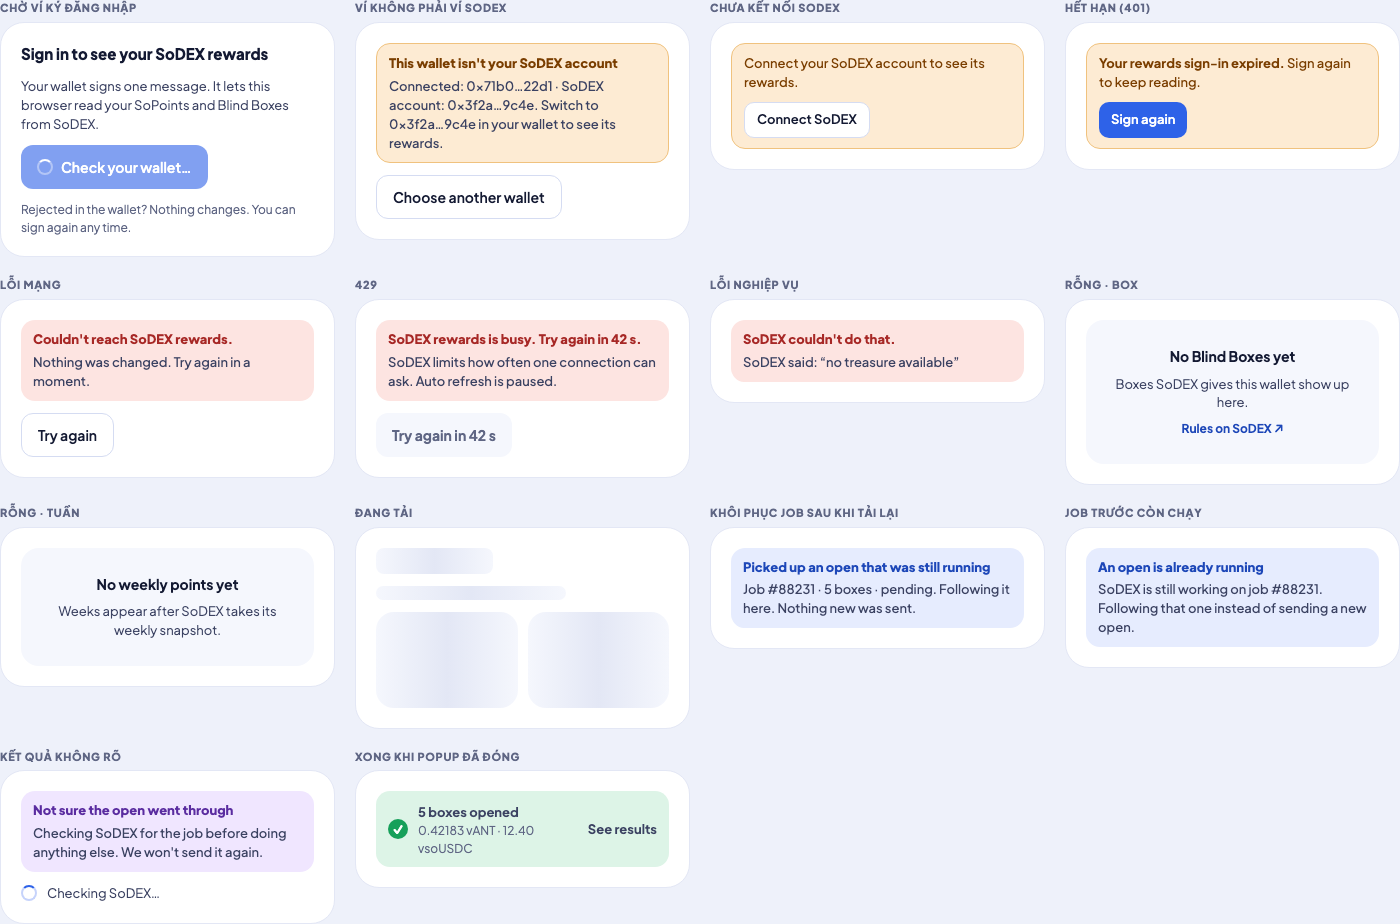 CHỜ VÍ KÝ ĐĂNG NHẬP
Sign in to see your SoDEX rewards
Your wallet signs one message. It lets this
browser read your SoPoints and Blind Boxes
from SoDEX.
Check your wallet...
Rejected in the wallet? Nothing changes. You can
sign again any time.
VÍ KHÔNG PHẢI VÍ SODEX
This wallet isn't your SoDEX account
Connected: 0×71b0…22d1 · SoDEX
account: 0×3f2a…9c4e. Switch to
0×3f2a…9c4e in your wallet to see its
rewards.
Choose another wallet
CHƯA KẾT NỐI SODEX
Connect your SoDEX account to see its
rewards.
Connect SoDEX
HẾT HẠN (401)
Your rewards sign-in expired. Sign again
to keep reading.
Sign again
LỖI MẠNG
Couldn't reach SoDEX rewards.
Nothing was changed. Try again in a
moment.
Try again
429
SoDEX rewards is busy. Try again in 42 s.
SoDEX limits how often one connection can
ask. Auto refresh is paused.
Try again in 42 s
LỖI NGHIỆP VỤ
SoDEX couldn't do that.
SoDEX said: “no treasure available”
RỖNG · BOX
No Blind Boxes yet
Boxes SoDEX gives this wallet show up
here.
Rules on SoDEX ↗
RỖNG · TUẦN
No weekly points yet
Weeks appear after SoDEX takes its
weekly snapshot.
ĐANG TẢI
KHÔI PHỤC JOB SAU KHI TẢI LẠI
Picked up an open that was still running
Job #88231 · 5 boxes · pending. Following it
here. Nothing new was sent.
JOB TRƯỚC CÒN CHẠY
An open is already running
SoDEX is still working on job #88231.
Following that one instead of sending a new
open.
KẾT QUẢ KHÔNG RÕ
Not sure the open went through
Checking SoDEX for the job before doing
anything else. We won't send it again.
Checking SoDEX…
XONG KHI POPUP ĐÃ ĐÓNG
5 boxes opened
0.42183 vANT · 12.40
vsoUSDC
See results